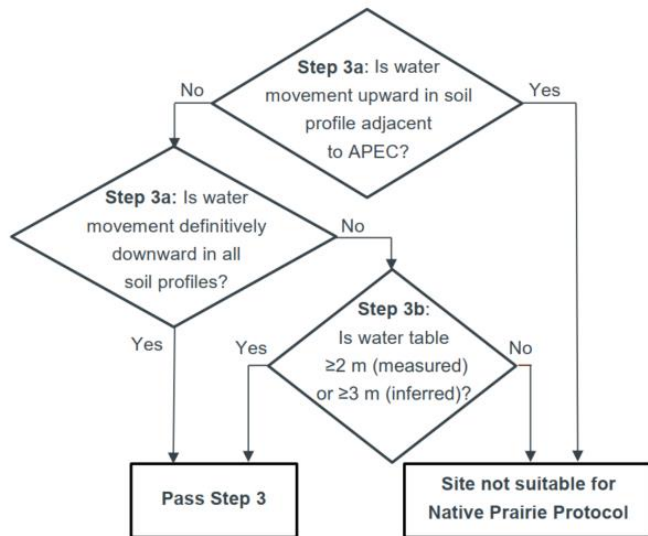 Step 3a: Is water
movement upward in soil
profile adjacent
to APEC?
No
Yes
Step 3a: Is water
movement definitively
downward in all
soil profiles?
No
Step 3b:
Is water table
≥2 m (measured)
or ≥3 m (inferred)?
Yes
Yes
No
Pass Step 3
Site not suitable for
Native Prairie Protocol